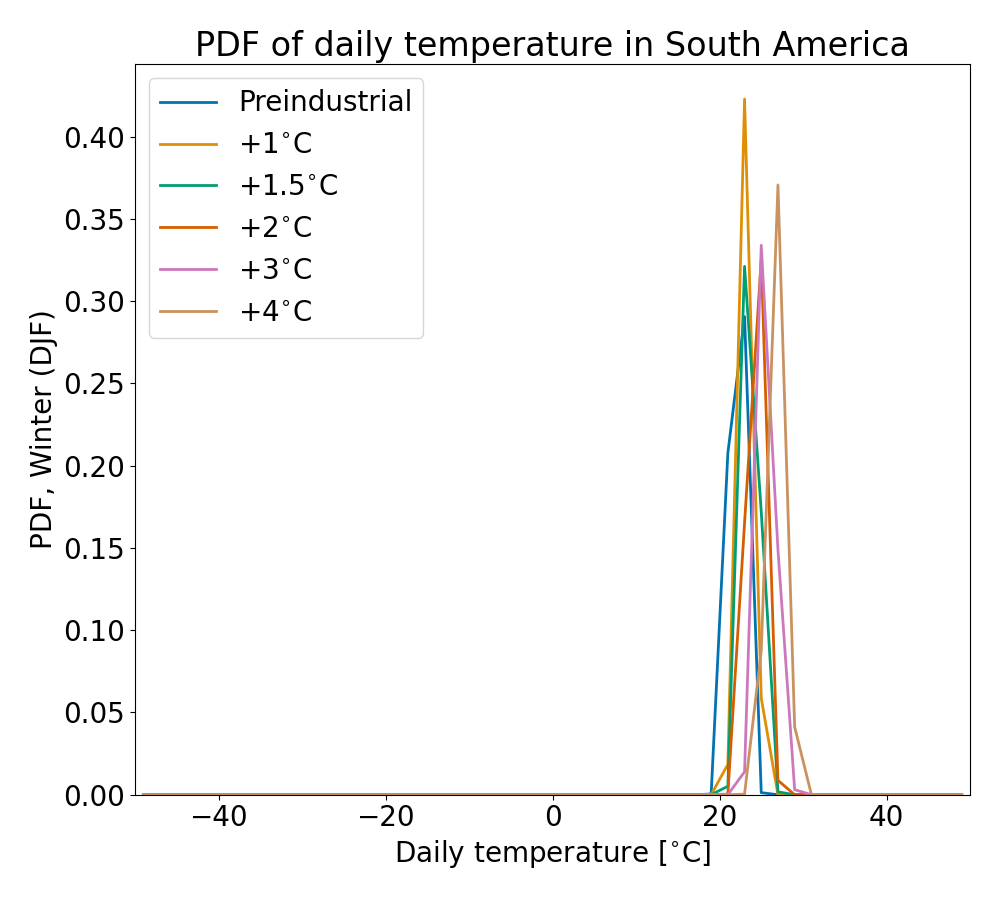 PDF of daily temperature in South America
Preindustrial
+1°C
+1.5°C
+2°C
+3°C
+4°C
PDF, Winter (DJF)
0.40
0.35
0.30
0.25
0.20
0.15
0.10
0.05
0.00
−40 −20 0 20 40
Daily temperature [°C]